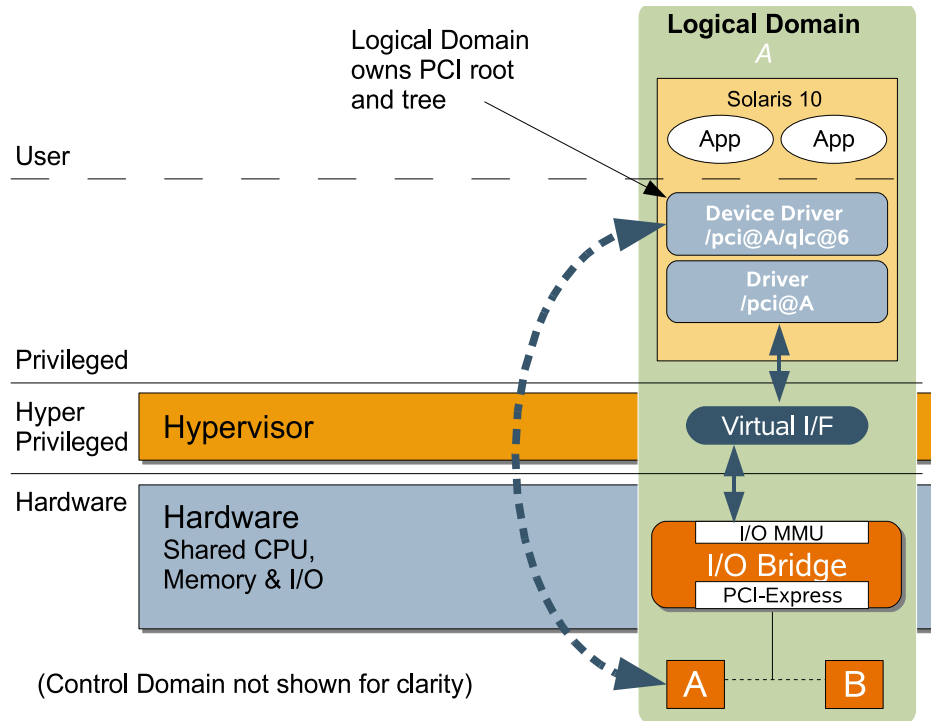 Logical Domain
A
Logical Domain
owns PCI root
and tree
Solaris 10
App
App
User
Device Driver
/pci@A/qlc@6
Driver
/pci@A
Privileged
Hyper
Privileged
Hypervisor
Virtual I/F
Hardware
Hardware
Shared CPU,
Memory & I/O
I/O MMU
I/O Bridge
PCI-Express
A
B
(Control Domain not shown for clarity)